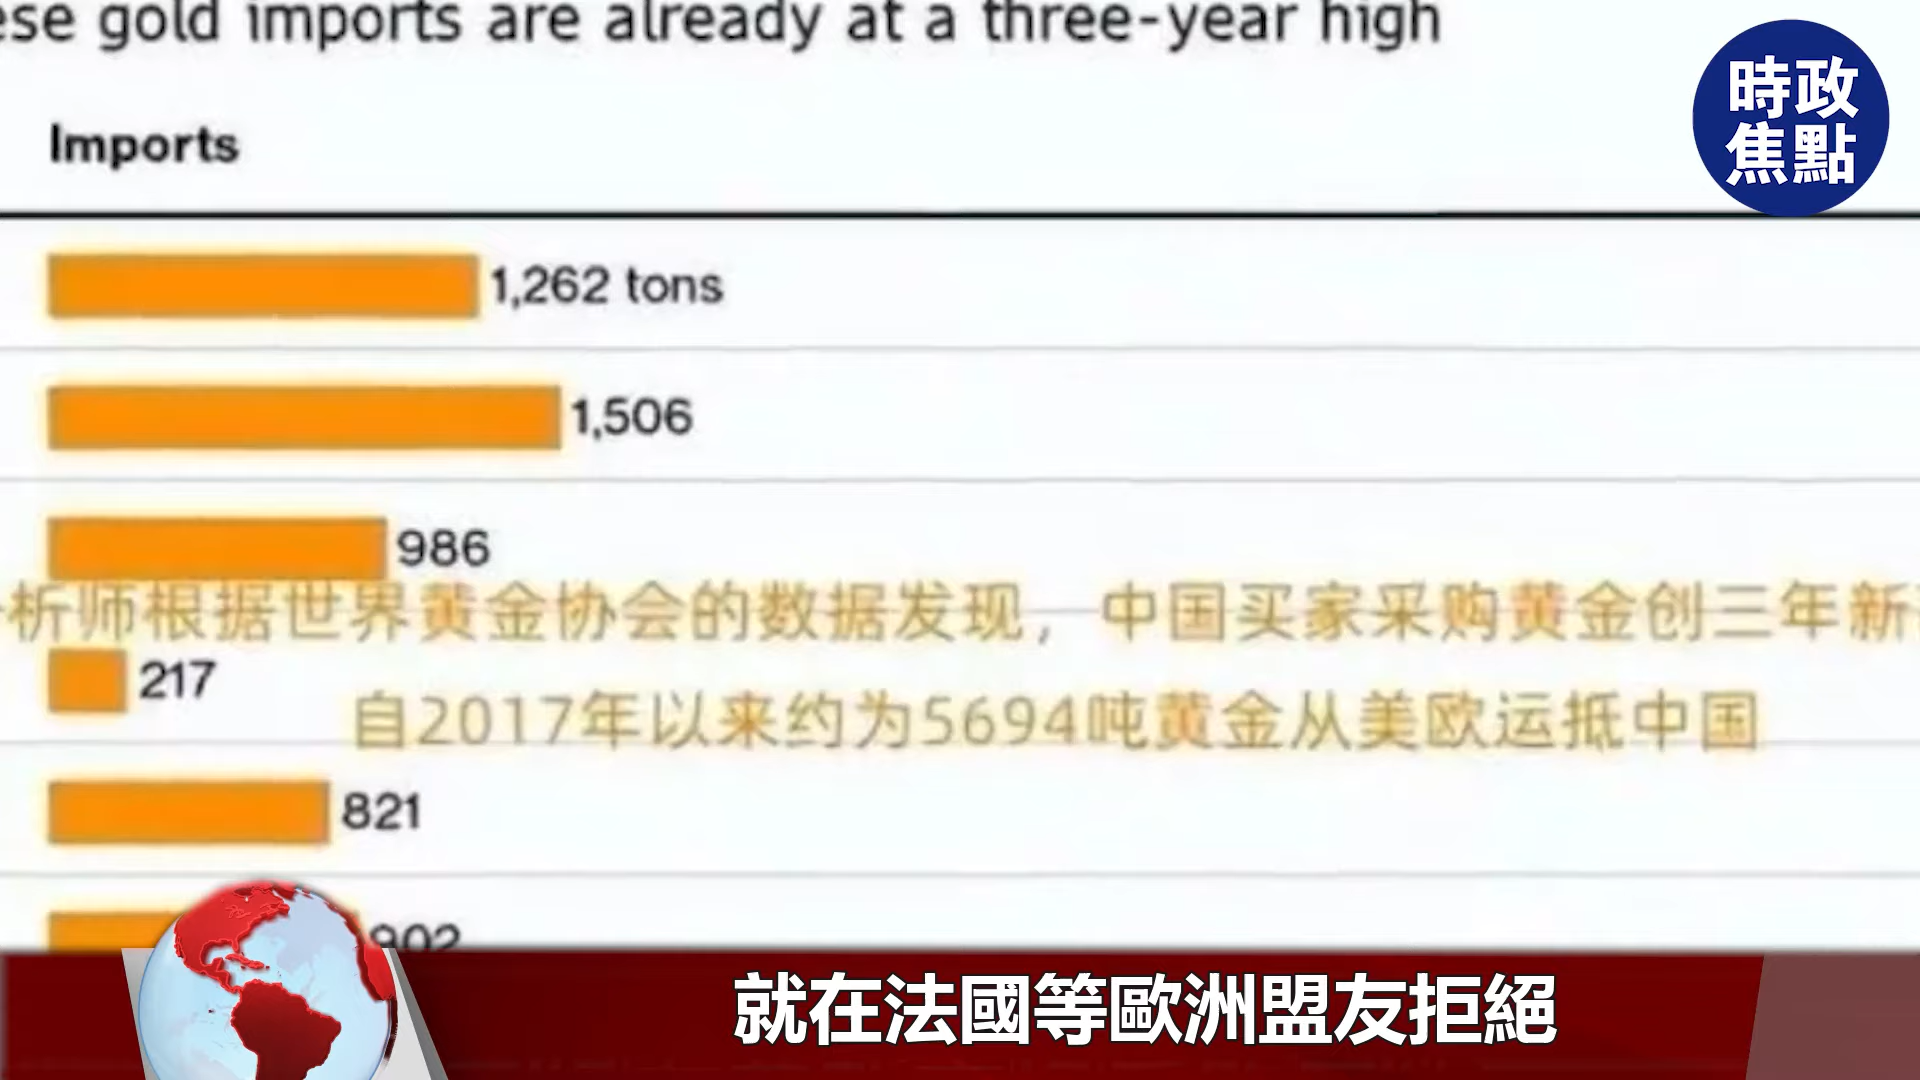 ese gold imports are already at a three-year high
時政
焦點
Imports
1,262 tons
1,506
986
析师根据世界黄金协会的数据发现，中国买家采购黄金创三年新
217
自2017年以来约为5694吨黄金从美欧运抵中国
821
902
就在法國等歐洲盟友拒絕